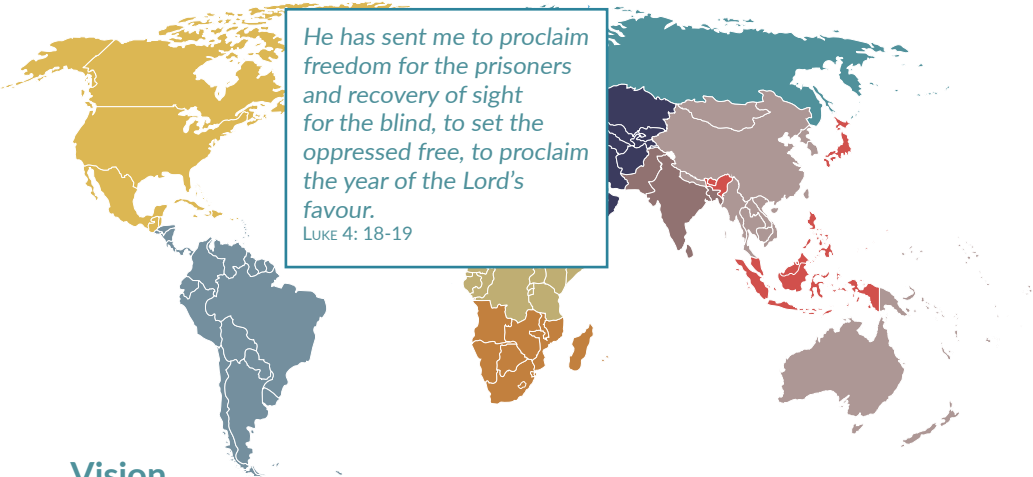 He has sent me to proclaim
freedom for the prisoners
and recovery of sight
for the blind, to set the
oppressed free, to proclaim
the year of the Lord's
favour.
Luke 4: 18-19
Vision